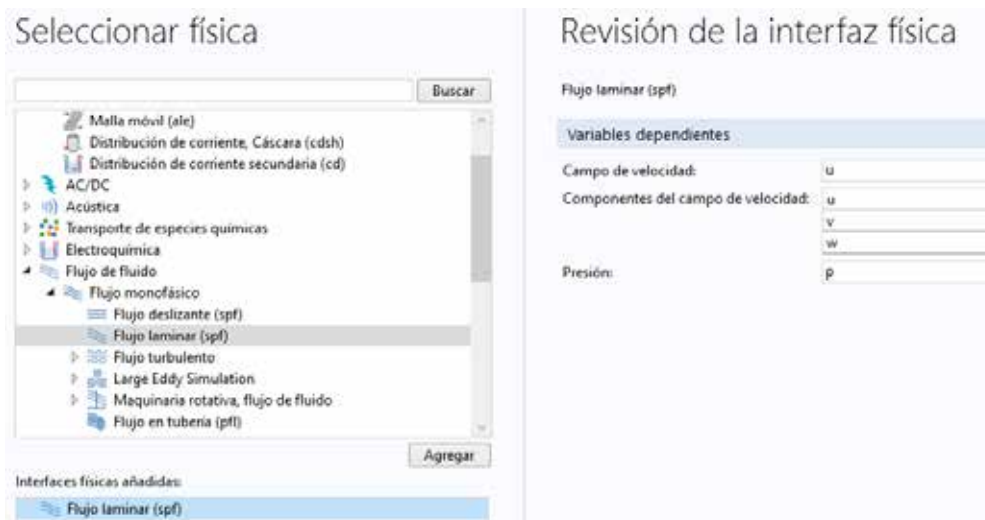 Seleccionar física
Buscar
Malla móvil (ale)
Distribución de corriente, Cáscara (cdsh)
Distribución de corriente secundaria (cd)
AC/DC
Acústica
Transporte de especies químicas
Electroquímica
Flujo de fluido
Flujo monofásico
Flujo deslizante (spf)
Flujo laminar (spf)
Flujo turbulento
Large Eddy Simulation
Maquinaria rotativa, flujo de fluido
Flujo en tubería (pfl)
Agregar
Interfaces físicas añadidas:
Flujo laminar (spf)
Revisión de la interfaz física
Flujo laminar (spf)
Variables dependientes
Campo de velocidad: u
Componentes del campo de velocidad: u
v
w
Presión: p